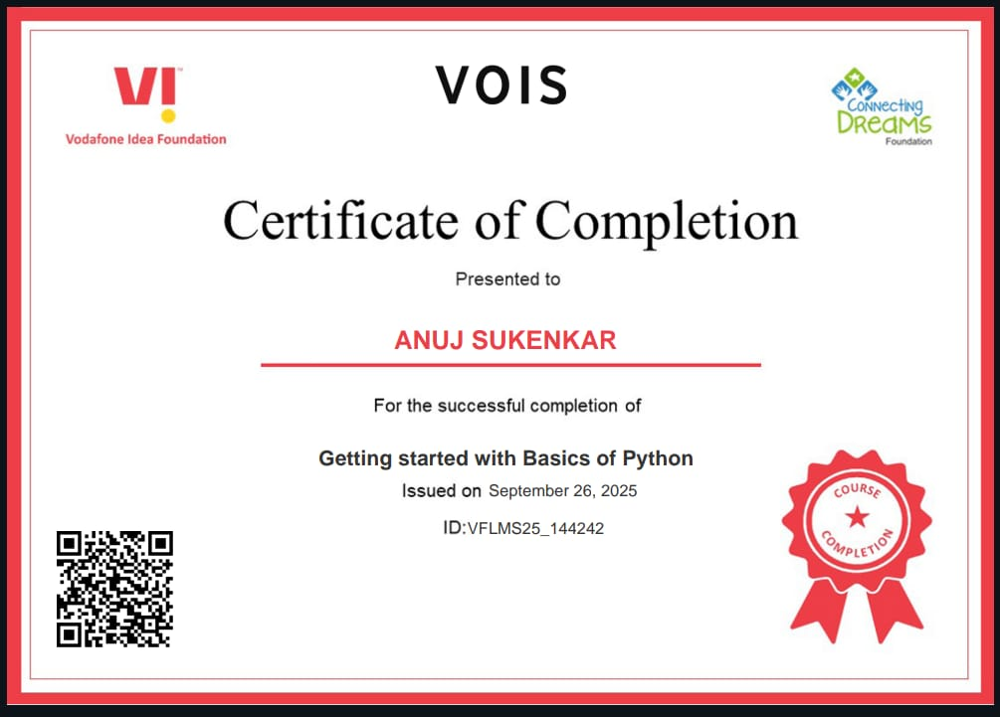 VI™
Vodafone Idea Foundation
VOIS
CONNECTING
DREAMS
Foundation
Certificate of Completion
Presented to
ANUJ SUKENKAR
For the successful completion of
Getting started with Basics of Python
Issued on September 26, 2025
ID:VFLMS25_144242
COURSE
COMPLETION